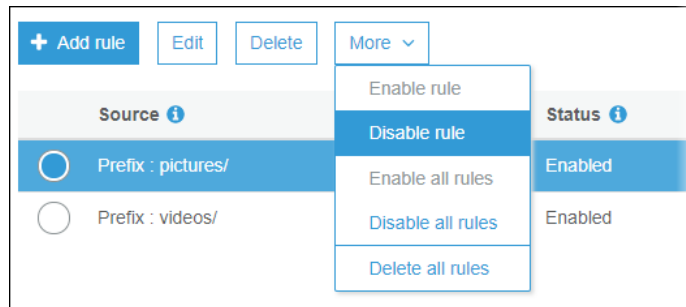 + Add rule Edit Delete More
Enable rule
Source Status
Disable rule
Prefix : pictures/ Enabled
Enable all rules
Prefix : videos/ Enabled
Disable all rules
Delete all rules